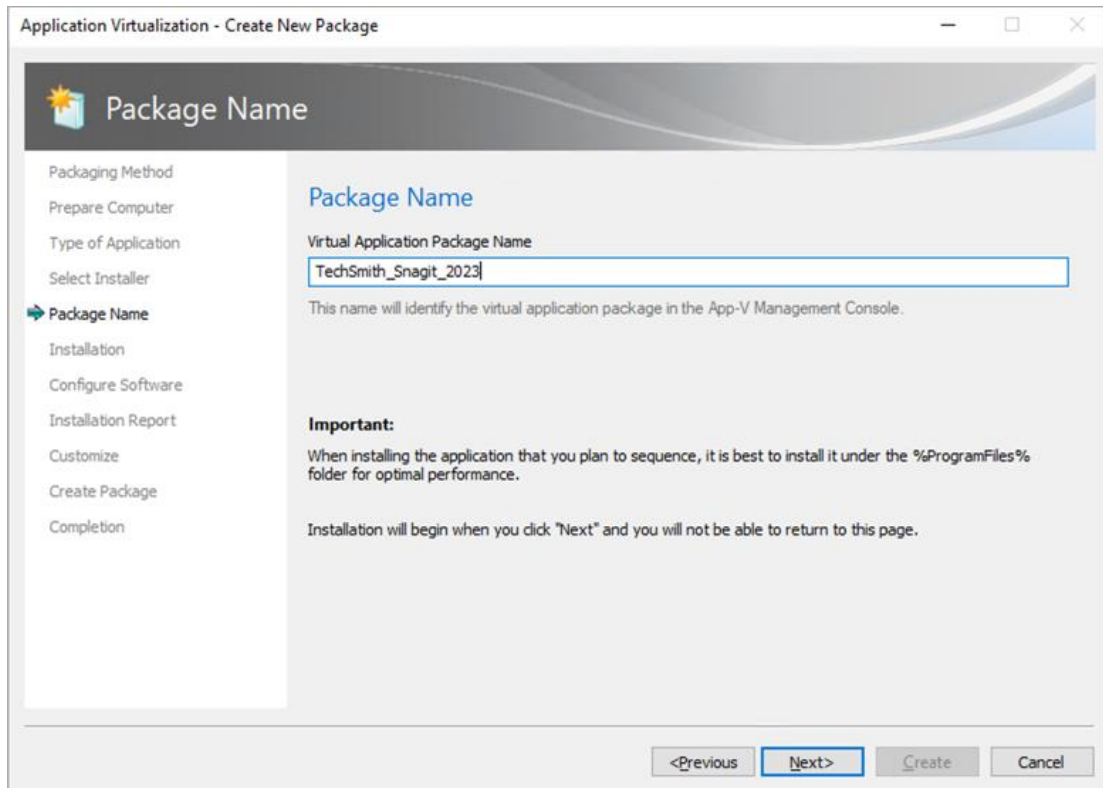 Application Virtualization - Create New Package
Package Name
Packaging Method
Prepare Computer
Type of Application
Select Installer
Package Name
Installation
Configure Software
Installation Report
Customize
Create Package
Completion
Package Name
Virtual Application Package Name
TechSmith_Snagit_2023
This name will identify the virtual application package in the App-V Management Console.
Important:
When installing the application that you plan to sequence, it is best to install it under the %ProgramFiles%
folder for optimal performance.
Installation will begin when you click "Next" and you will not be able to return to this page.
<Previous
Next>
Create
Cancel